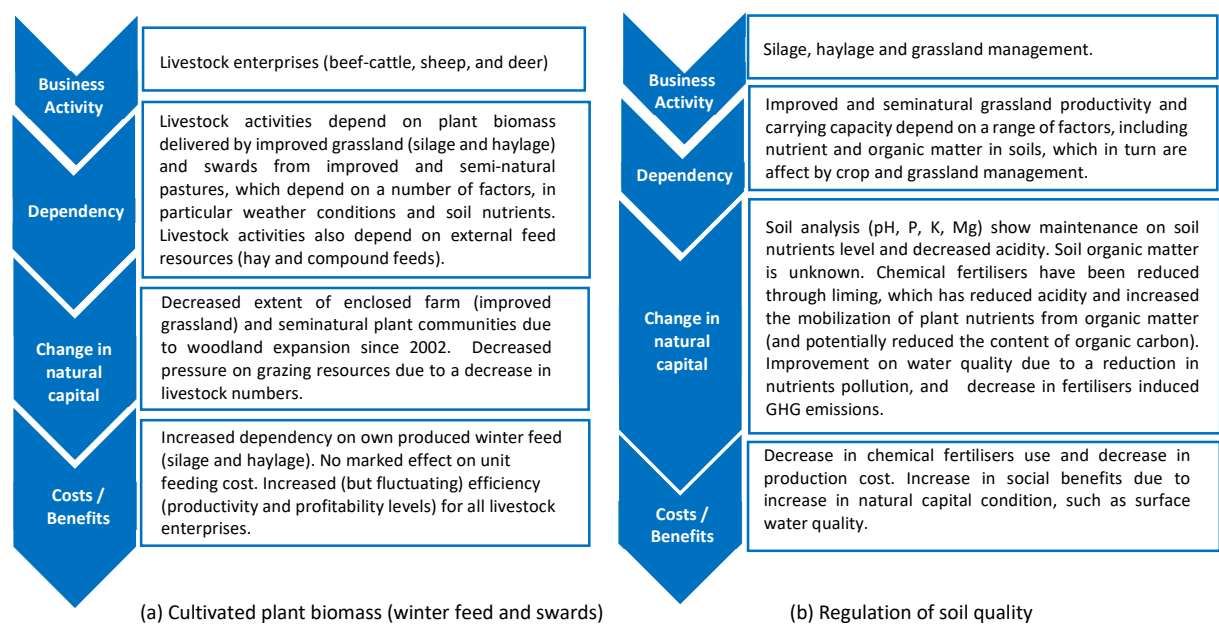 Business
Activity
Livestock enterprises (beef-cattle, sheep, and deer)
Dependency
Livestock activities depend on plant biomass
delivered by improved grassland (silage and haylage)
and swards from improved and semi-natural
pastures, which depend on a number of factors, in
particular weather conditions and soil nutrients.
Livestock activities also depend on external feed
resources (hay and compound feeds).
Change in
natural
capital
Decreased extent of enclosed farm (improved
grassland) and seminatural plant communities due
to woodland expansion since 2002. Decreased
pressure on grazing resources due to a decrease in
livestock numbers.
Costs /
Benefits
Increased dependency on own produced winter feed
(silage and haylage). No marked effect on unit
feeding cost. Increased (but fluctuating) efficiency
(productivity and profitability levels) for all livestock
enterprises.
(a) Cultivated plant biomass (winter feed and swards)
Business
Activity
Silage, haylage and grassland management.
Dependency
Improved and seminatural grassland productivity and
carrying capacity depend on a range of factors, including
nutrient and organic matter in soils, which in turn are
affect by crop and grassland management.
Change in
natural
capital
Soil analysis (pH, P, K, Mg) show maintenance on soil
nutrients level and decreased acidity. Soil organic matter
is unknown. Chemical fertilisers have been reduced
through liming, which has reduced acidity and increased
the mobilization of plant nutrients from organic matter
(and potentially reduced the content of organic carbon).
Improvement on water quality due to a reduction in
nutrients pollution, and decrease in fertilisers induced
GHG emissions.
Costs /
Benefits
Decrease in chemical fertilisers use and decrease in
production cost. Increase in social benefits due to
increase in natural capital condition, such as surface
water quality.
(b) Regulation of soil quality